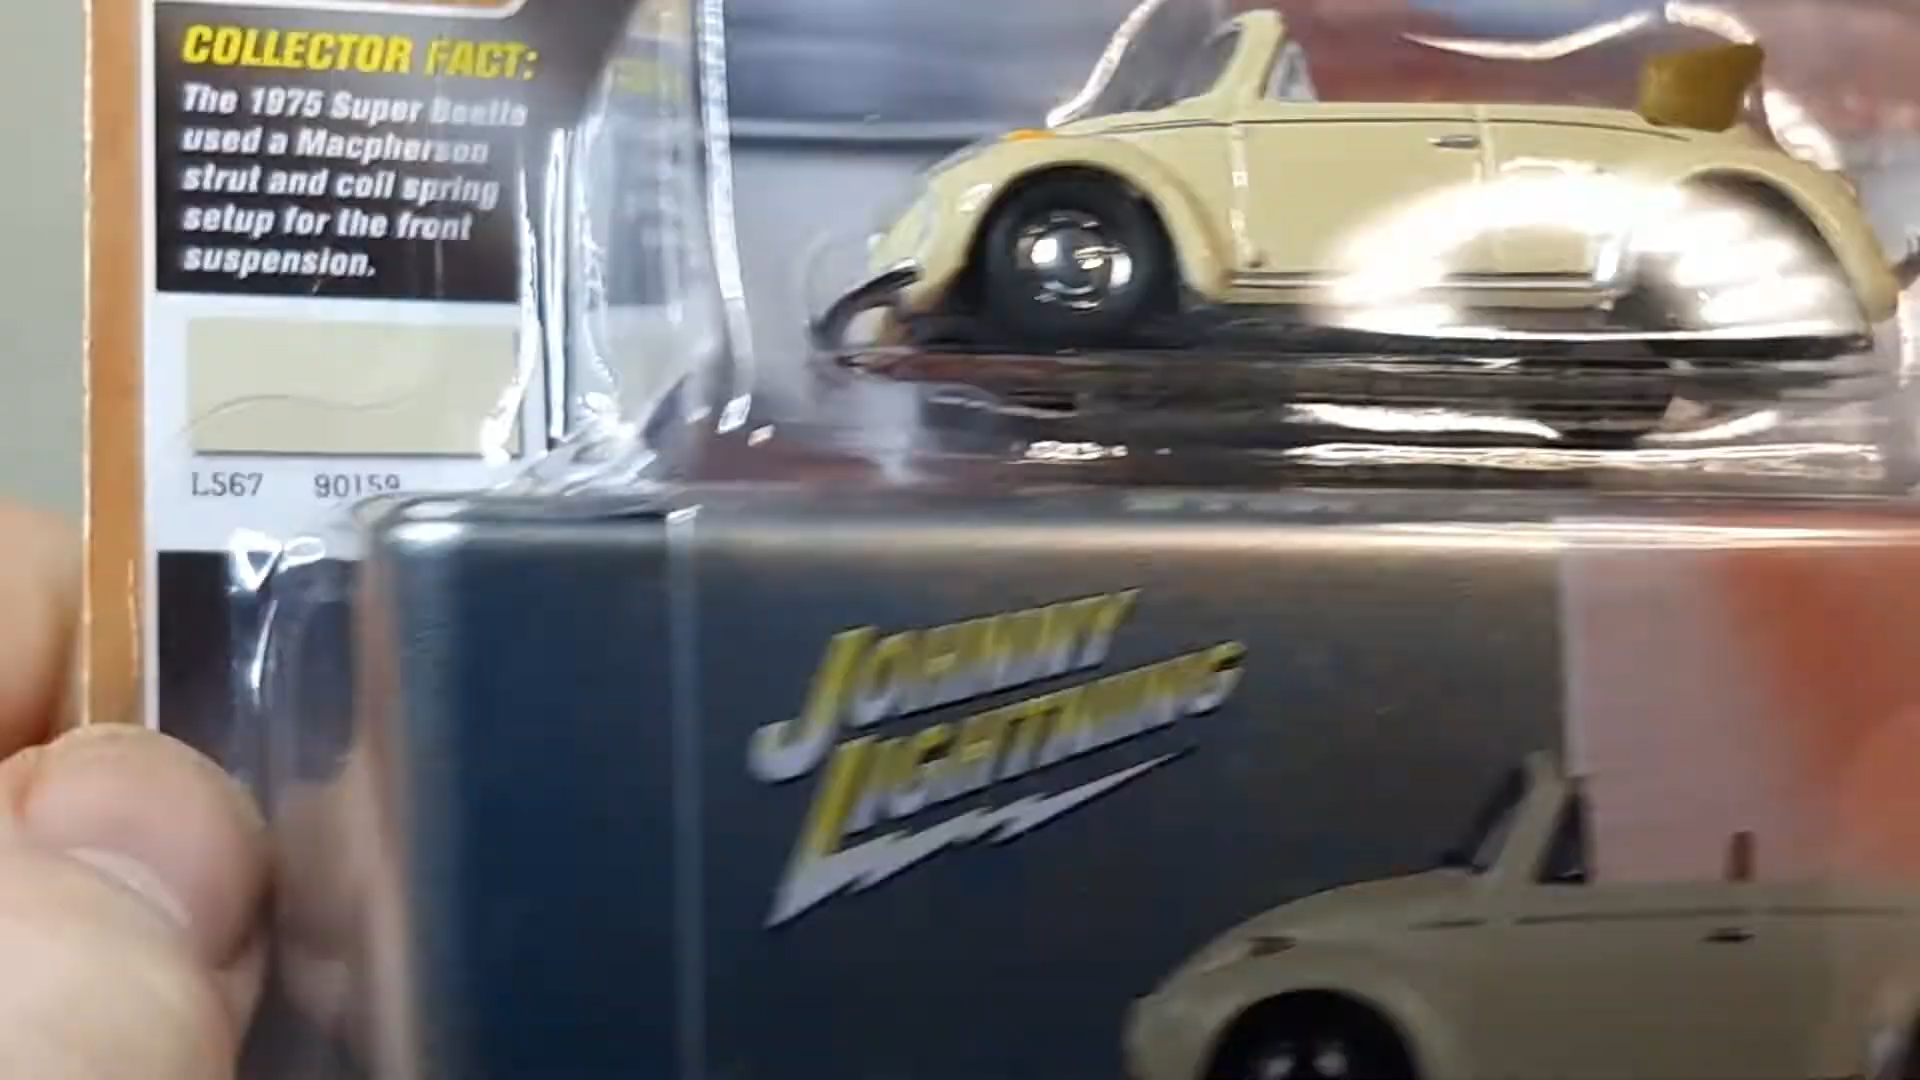 COLLECTOR FACT:
The 1975 Super Beetle
used a Macpherson
strut and coil spring
setup for the front
suspension.
L567 90159
JOHNNY
LIGHTNING